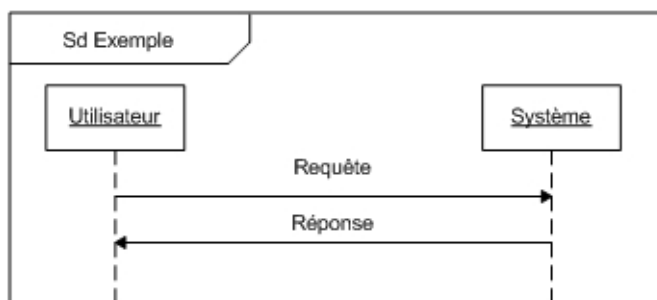 Sd Exemple
Utilisateur
Système
Requête
Réponse